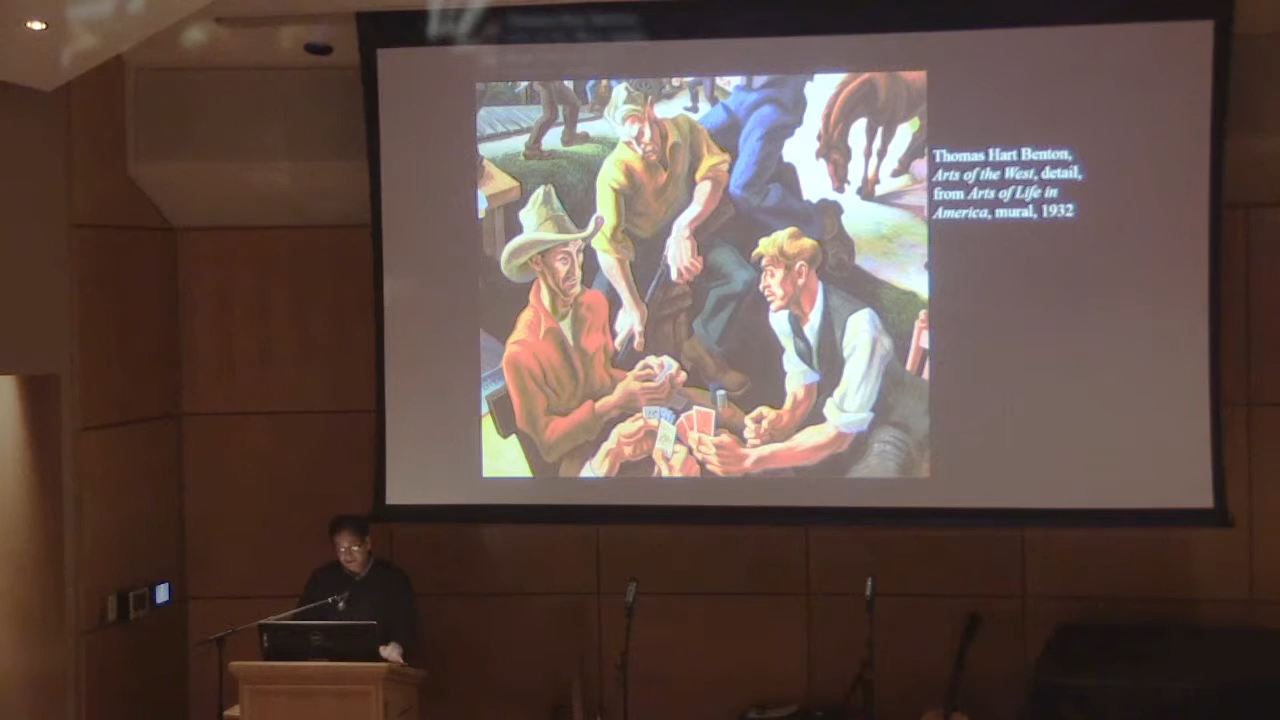 Thomas Hart Benton,
Arts of the West, detail,
from Arts of Life in
America, mural, 1932